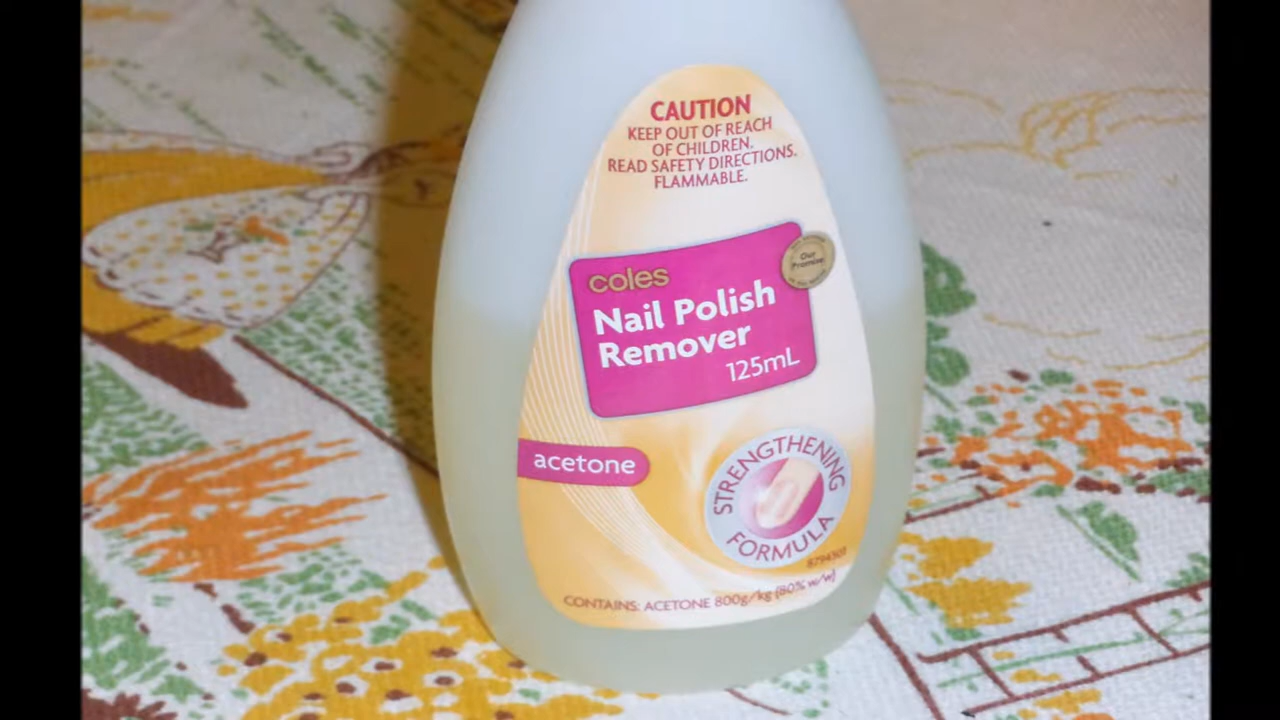 CAUTION
KEEP OUT OF REACH
OF CHILDREN.
READ SAFETY DIRECTIONS.
FLAMMABLE.
coles
Our
Promise
Nail Polish
Remover
125mL
acetone
STRENGTHENING
FORMULA
CONTAINS: ACETONE 800g/kg (80% w/w)